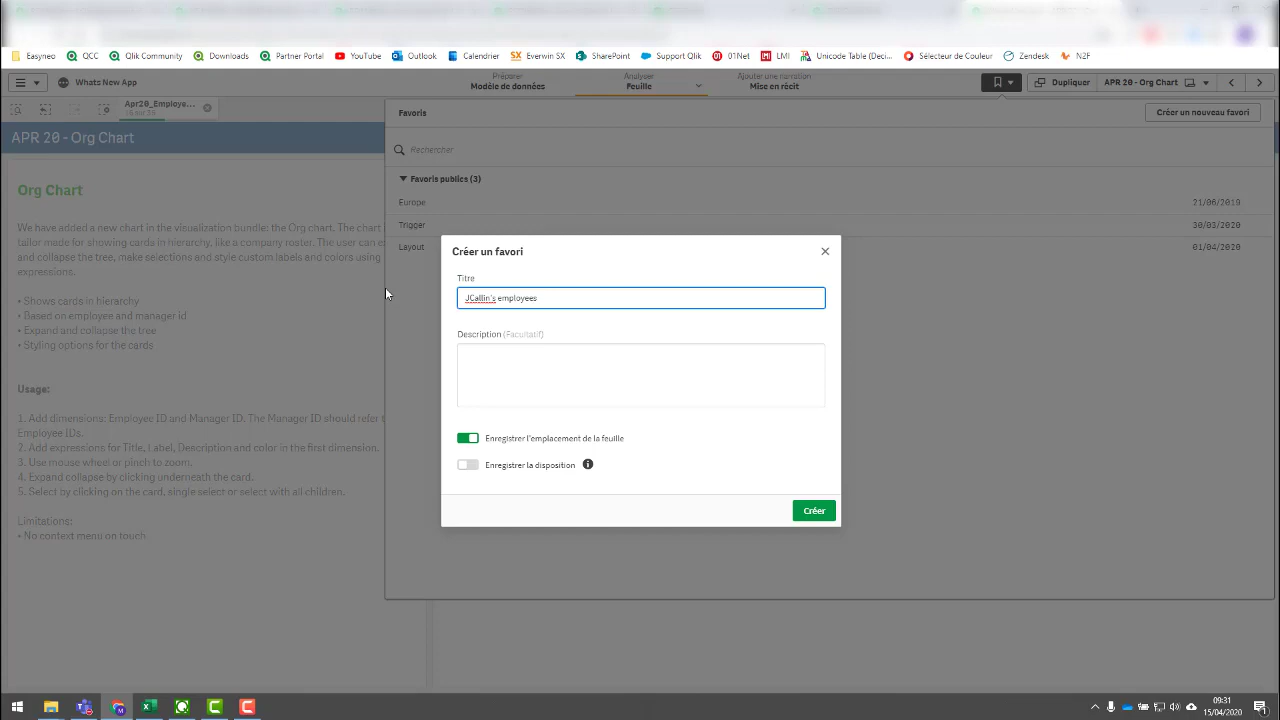 Easyneo QCC Qlik Community Downloads Partner Portal YouTube Outlook Calendrier Everwin SX SharePoint Support Qlik 01Net LMI Unicode Table (Deci... Sélecteur de Couleur Zendesk N2F
Whats New App
Préparer
Modèle de données
Analyser
Feuille
Ajouter une narration
Mise en récit
Dupliquer
APR 20 - Org Chart
Apr20_Employe...
Favoris
Créer un nouveau favori
APR 20 - Org Chart
Rechercher
Favoris publics (3)
Europe 21/06/2019
Trigger 30/03/2020
Layout 01/04/2020
Org Chart
We have added a new chart in the visualization bundle: the Org chart. The chart
tailor made for showing cards in hierarchy, like a company roster. The user can ex
and collapse the tree, make selections and style custom labels and colors using
expressions.
• Shows cards in hierarchy
• Based on employee and manager id
• Expand and collapse the tree
• Styling options for the cards
Usage:
1. Add dimensions: Employee ID and Manager ID. The Manager ID should refer t
Employee IDs.
2. Add expressions for Title, Label, Description and color in the first dimension.
3. Use mouse wheel or pinch to zoom.
4. Expand collapse by clicking underneath the card.
5. Select by clicking on the card, single select or select with all children.
Limitations:
• No context menu on touch
Créer un favori
Titre
JCallin's employees
Description (Facultatif)
Enregistrer l'emplacement de la feuille
Enregistrer la disposition
Créer
09:31
15/04/2020